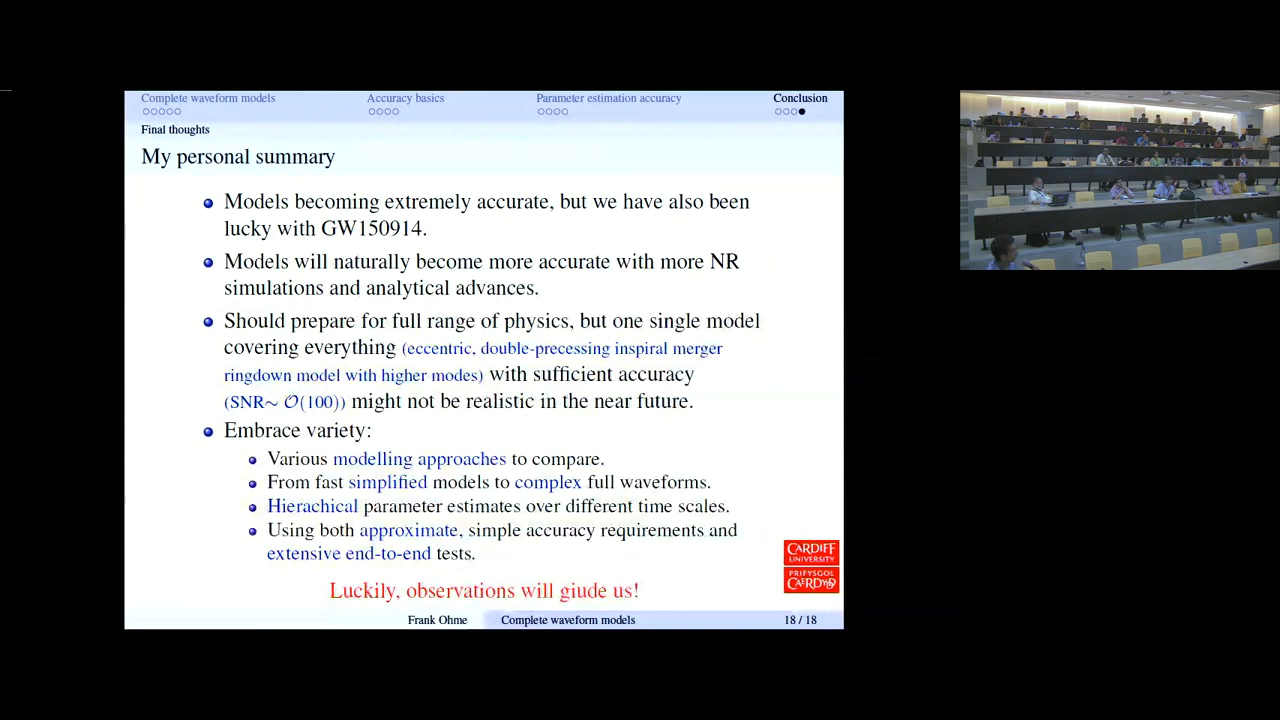 Complete waveform models Accuracy basics Parameter estimation accuracy Conclusion
Final thoughts
My personal summary
Models becoming extremely accurate, but we have also been
lucky with GW150914.
Models will naturally become more accurate with more NR
simulations and analytical advances.
Should prepare for full range of physics, but one single model
covering everything (eccentric, double-precessing inspiral merger
ringdown model with higher modes) with sufficient accuracy
(SNR∼ O(100)) might not be realistic in the near future.
Embrace variety:
Various modelling approaches to compare.
From fast simplified models to complex full waveforms.
Hierachical parameter estimates over different time scales.
Using both approximate, simple accuracy requirements and
extensive end-to-end tests.
CARDIFF
UNIVERSITY
PRIFYSGOL
CAERDYDD
Luckily, observations will giude us!
Frank Ohme Complete waveform models 18 / 18